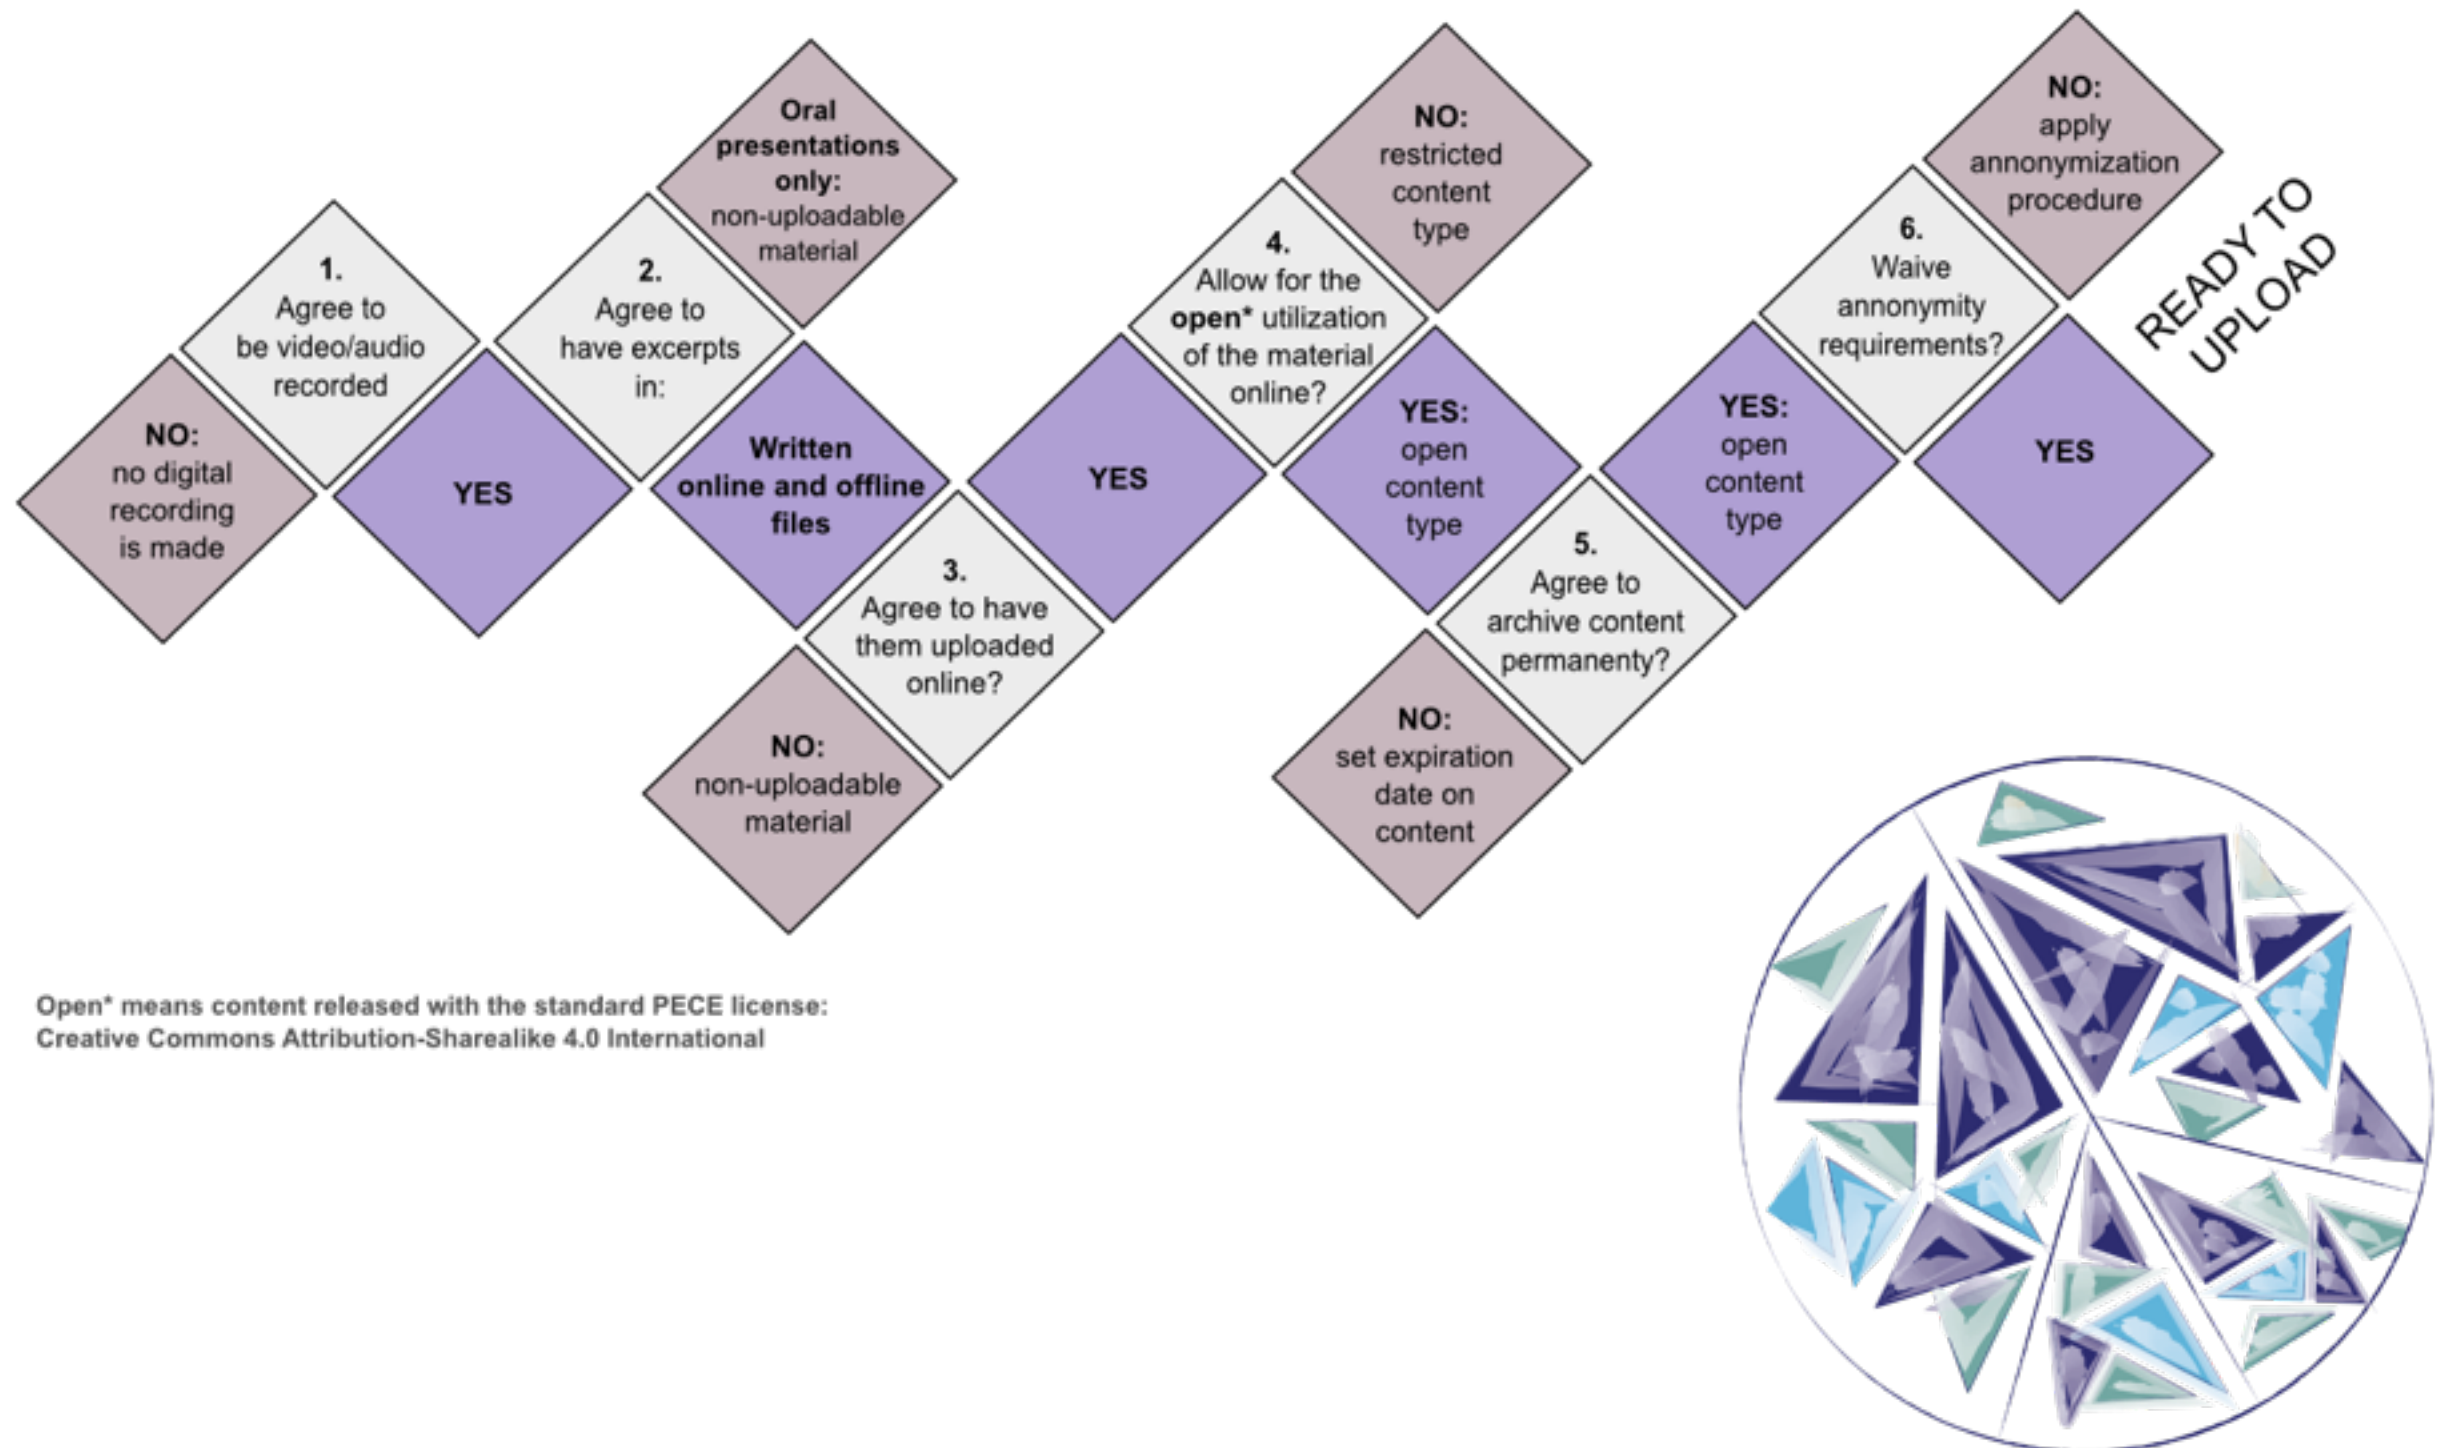 1.
Agree to
be video/audio
recorded
NO:
no digital
recording
is made
YES
2.
Agree to
have excerpts
in:
Oral
presentations
only:
non-uploadable
material
Written
online and offline
files
3.
Agree to have
them uploaded
online?
NO:
non-uploadable
material
YES
4.
Allow for the
open* utilization
of the material
online?
NO:
restricted
content
type
YES:
open
content
type
5.
Agree to
archive content
permanenty?
NO:
set expiration
date on
content
YES:
open
content
type
6.
Waive
annonymity
requirements?
NO:
apply
annonymization
procedure
YES
READY TO
UPLOAD
Open* means content released with the standard PECE license:
Creative Commons Attribution-Sharealike 4.0 International